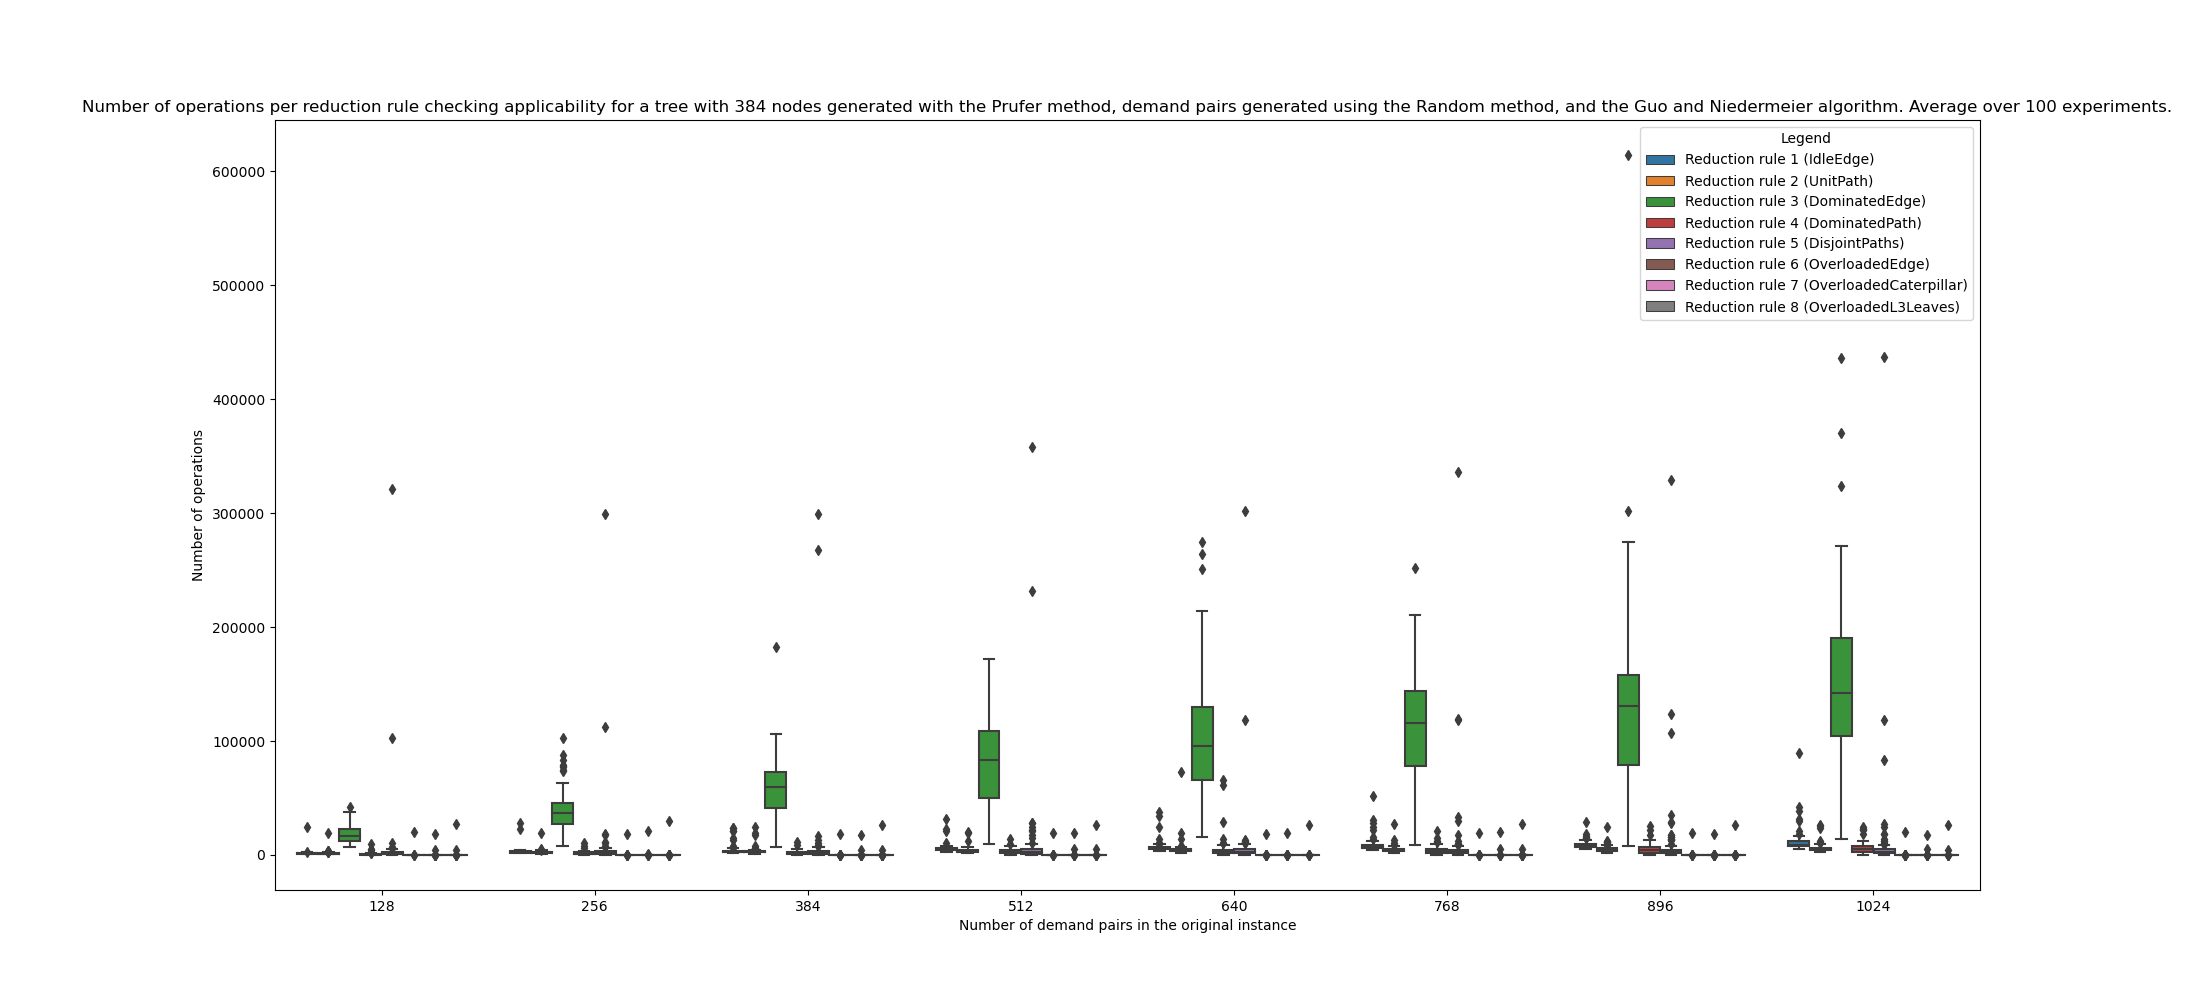 Number of operations per reduction rule checking applicability for a tree with 384 nodes generated with the Prufer method, demand pairs generated using the Random method, and the Guo and Niedermeier algorithm. Average over 100 experiments.
Legend
Reduction rule 1 (IdleEdge)
Reduction rule 2 (UnitPath)
Reduction rule 3 (DominatedEdge)
Reduction rule 4 (DominatedPath)
Reduction rule 5 (DisjointPaths)
Reduction rule 6 (OverloadedEdge)
Reduction rule 7 (OverloadedCaterpillar)
Reduction rule 8 (OverloadedL3Leaves)
Number of operations
600000
500000
400000
300000
200000
100000
0
128 256 384 512 640 768 896 1024
Number of demand pairs in the original instance